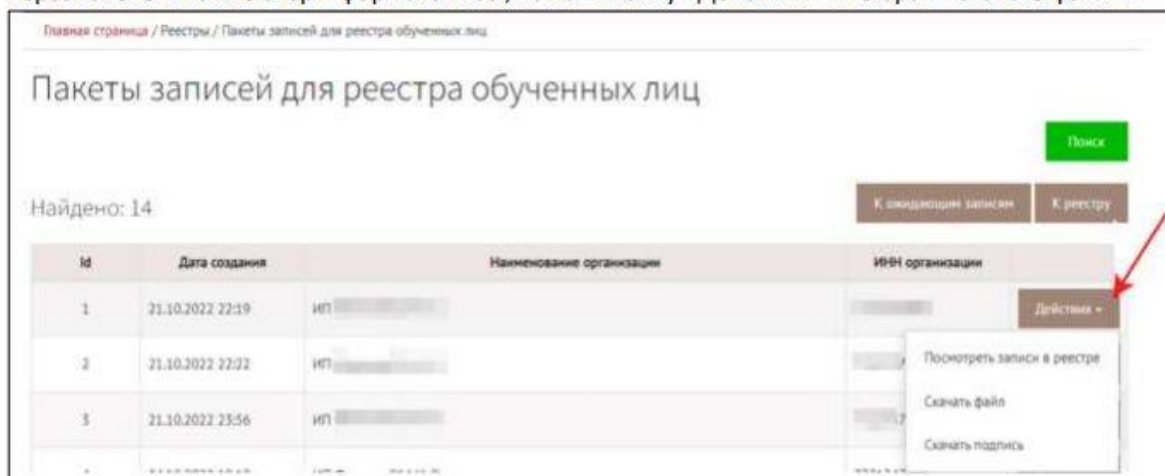 Главная страница / Реестры / Пакеты записей для реестра обученных лиц
Пакеты записей для реестра обученных лиц
Поиск
Найдено: 14
К ожидающим записям
К реестру
Id Дата создания Наименование организации ИНН организации
1 21.10.2022 22:19 ИП
Действия
2 21.10.2022 22:22 ИП
Посмотреть записи в реестре
3 21.10.2022 23:56 ИП
Скачать файл
Скачать подпись